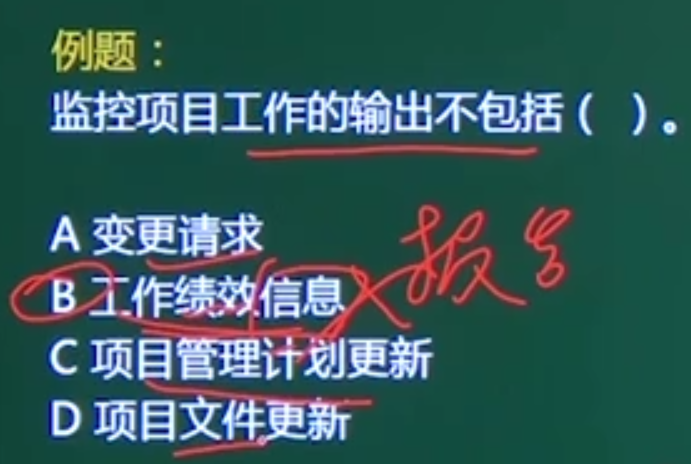 例题：
监控项目工作的输出不包括（ ）。
A 变更请求
B 工作绩效信息 报告
C 项目管理计划更新
D 项目文件更新